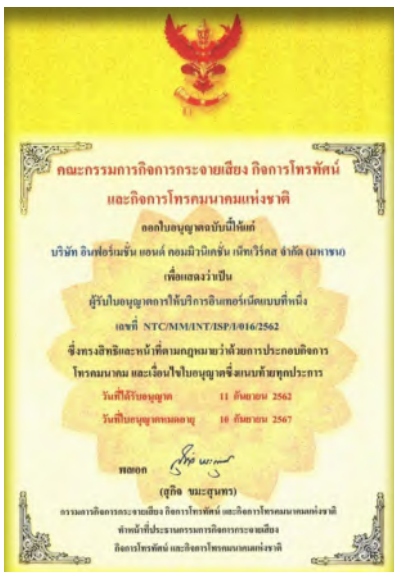 คณะกรรมการกิจการกระจายเสียง กิจการโทรทัศน์
และกิจการโทรคมนาคมแห่งชาติ
ออกใบอนุญาตฉบับนี้ให้แก่
บริษัท อินฟอร์เมชั่น แอนด์ คอมมิวนิเคชั่น เน็ทเวิร์คส จำกัด (มหาชน)
เพื่อแสดงว่าเป็น
ผู้รับใบอนุญาตการให้บริการอินเทอร์เน็ตแบบที่หนึ่ง
เลขที่ NTC/MM/INT/ISP/I/016/2562
ซึ่งทรงสิทธิและหน้าที่ตามกฎหมายว่าด้วยการประกอบกิจการ
โทรคมนาคม และเงื่อนไขใบอนุญาตซึ่งแนบท้ายทุกประการ
วันที่ได้รับอนุญาต 11 กันยายน 2562
วันที่ใบอนุญาตหมดอายุ 10 กันยายน 2567
พลเอก
(สุกิจ ขมะสุนทร)
กรรมการกิจการกระจายเสียง กิจการโทรทัศน์ และกิจการโทรคมนาคมแห่งชาติ
ทำหน้าที่ประธานกรรมการกิจการกระจายเสียง
กิจการโทรทัศน์ และกิจการโทรคมนาคมแห่งชาติ